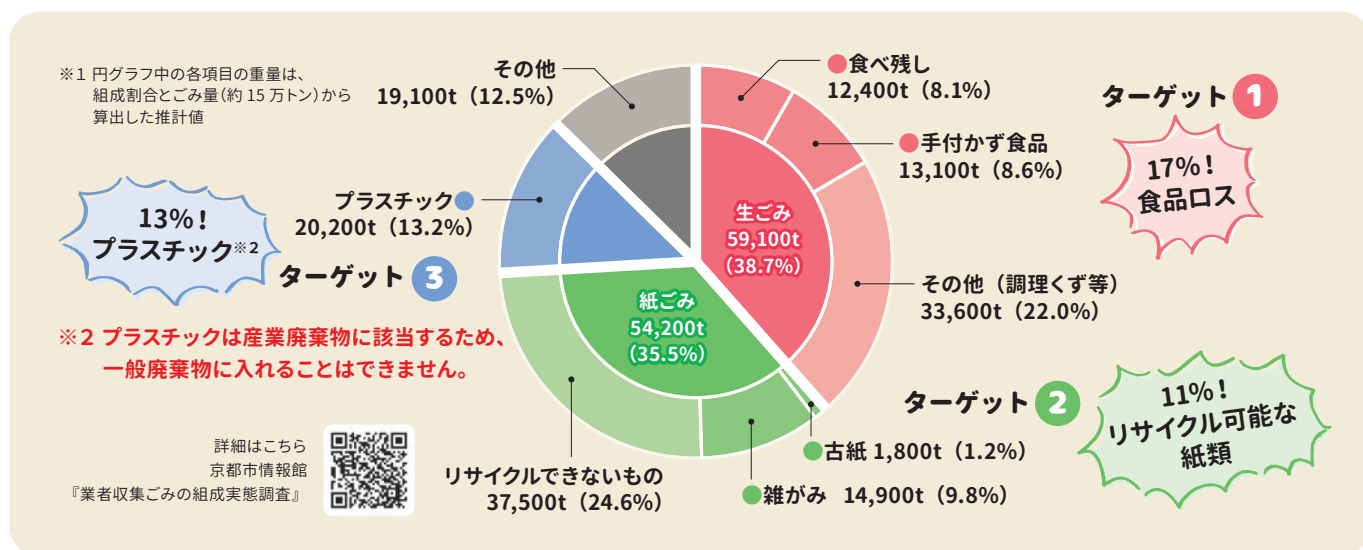 ※1 円グラフ中の各項目の重量は、
組成割合とごみ量(約 15 万トン)から
算出した推計値
その他
19,100t(12.5%)
食べ残し
12,400t(8.1%)
ターゲット 1
17%!
食品ロス
手付かず食品
13,100t(8.6%)
13%!
プラスチック※2
ターゲット 3
プラスチック
20,200t(13.2%)
生ごみ
59,100t
(38.7%)
その他(調理くず等)
33,600t(22.0%)
紙ごみ
54,200t
(35.5%)
※2 プラスチックは産業廃棄物に該当するため、
一般廃棄物に入れることはできません。
ターゲット 2
11%!
リサイクル可能な
紙類
古紙 1,800t(1.2%)
雑がみ 14,900t(9.8%)
リサイクルできないもの
37,500t(24.6%)
詳細はこちら
京都市情報館
『業者収集ごみの組成実態調査』